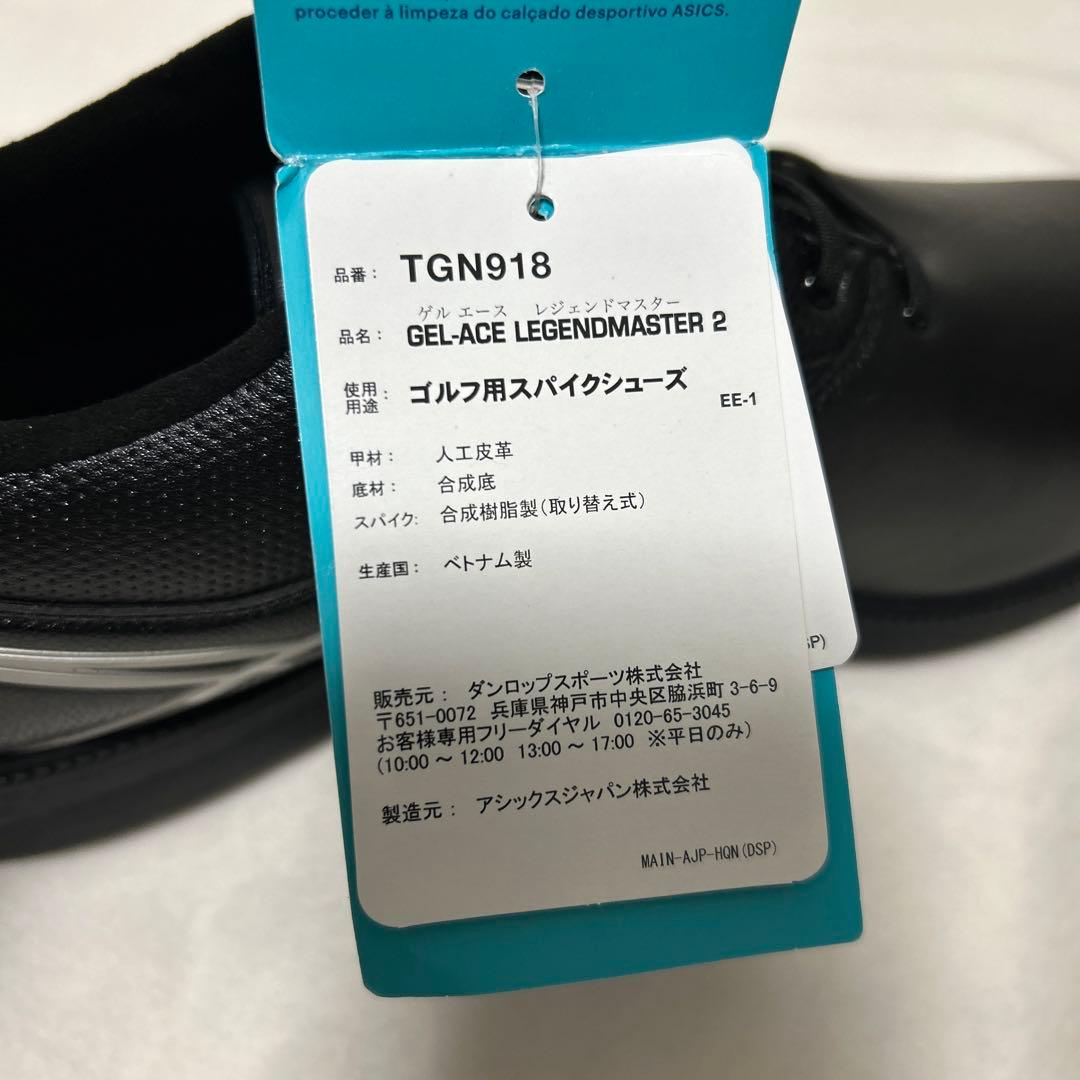 proceder à limpeza do calçado desportivo ASICS.
品番： TGN918
ゲル エース レジェンドマスター
品名： GEL-ACE LEGENDMASTER 2
使用用途： ゴルフ用スパイクシューズ
EE-1
甲材： 人工皮革
底材： 合成底
スパイク: 合成樹脂製(取り替え式)
生産国： ベトナム製
SP)
販売元： ダンロップスポーツ株式会社
〒651-0072 兵庫県神戸市中央区脇浜町 3-6-9
お客様専用フリーダイヤル 0120-65-3045
(10:00 ～ 12:00 13:00 ～ 17:00 ※平日のみ)
製造元： アシックスジャパン株式会社
MAIN-AJP-HQN(DSP)